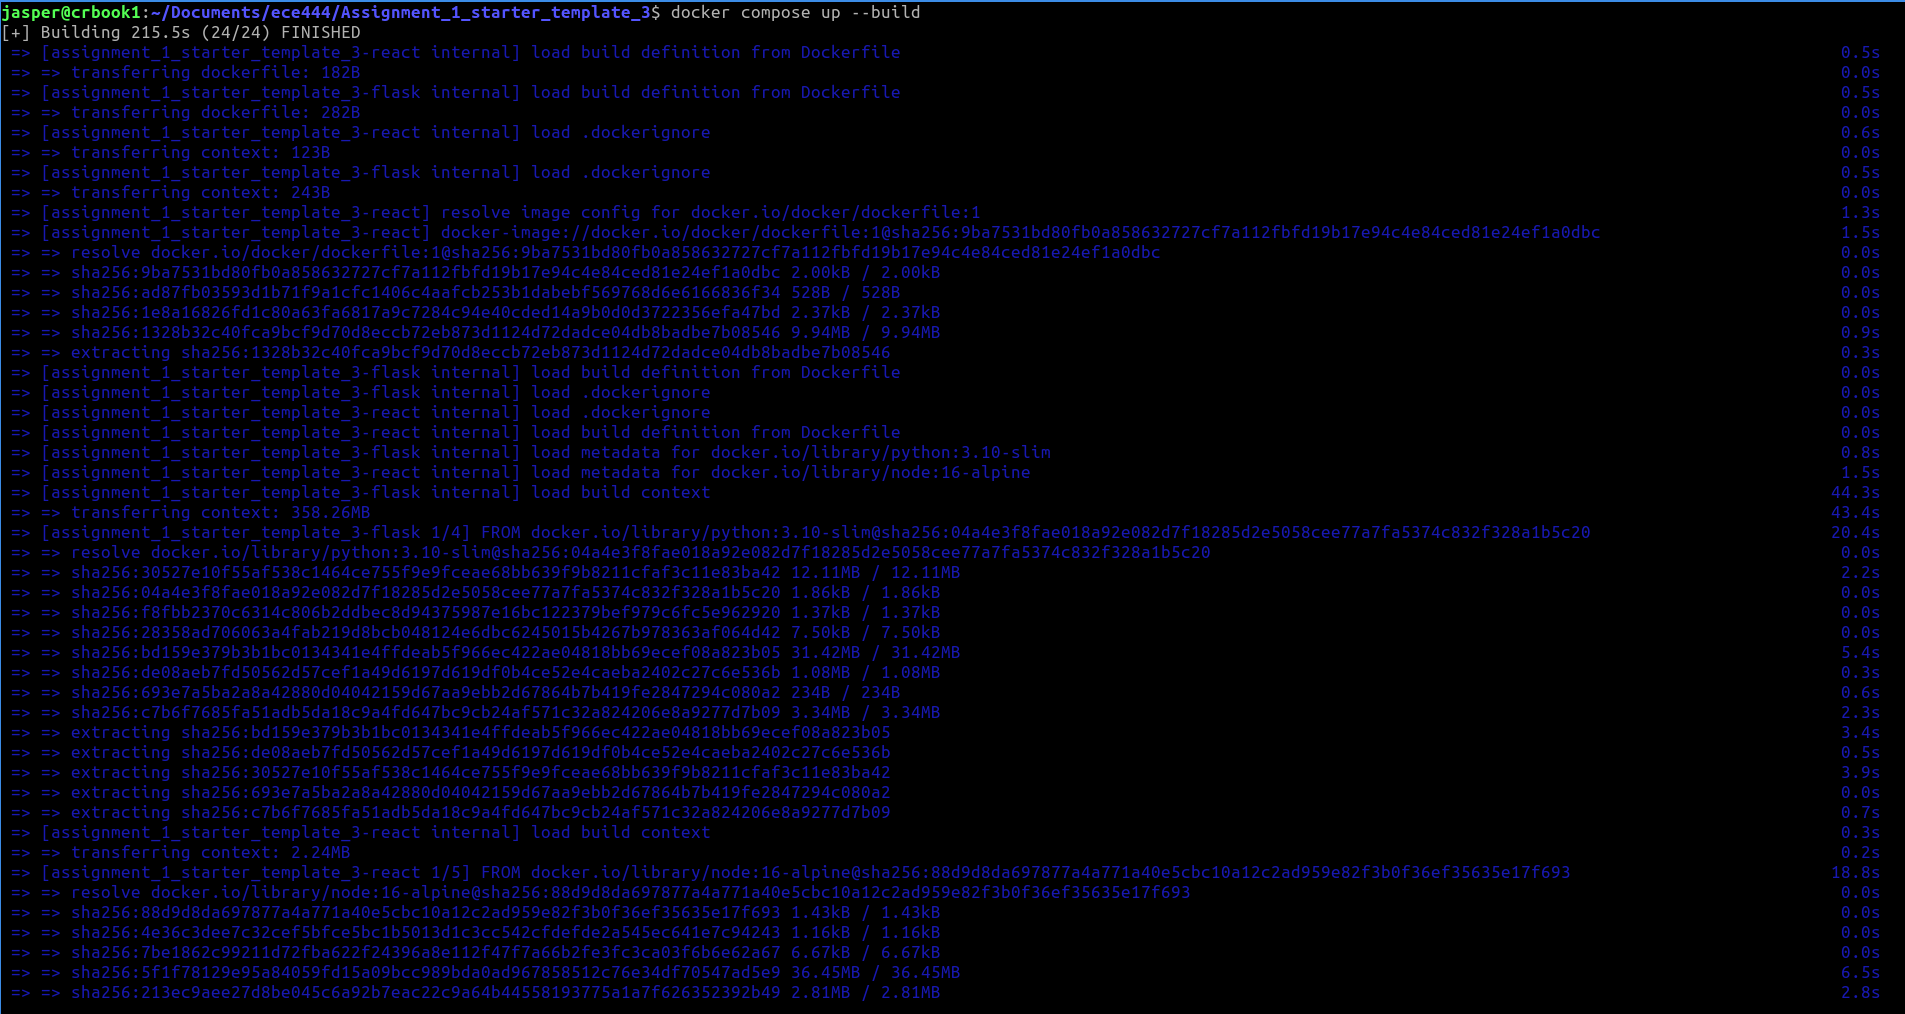 jasper@crbook1:~/Documents/ece444/Assignment_1_starter_template_3$ docker compose up --build
[+] Building 215.5s (24/24) FINISHED
=> [assignment_1_starter_template_3-react internal] load build definition from Dockerfile 0.5s
=> => transferring dockerfile: 182B 0.0s
=> [assignment_1_starter_template_3-flask internal] load build definition from Dockerfile 0.5s
=> => transferring dockerfile: 282B 0.0s
=> [assignment_1_starter_template_3-react internal] load .dockerignore 0.6s
=> => transferring context: 123B 0.0s
=> [assignment_1_starter_template_3-flask internal] load .dockerignore 0.5s
=> => transferring context: 243B 0.0s
=> [assignment_1_starter_template_3-react] resolve image config for docker.io/docker/dockerfile:1 1.3s
=> [assignment_1_starter_template_3-react] docker-image://docker.io/docker/dockerfile:1@sha256:9ba7531bd80fb0a858632727cf7a112fbfd19b17e94c4e84ced81e24ef1a0dbc 1.5s
=> => resolve docker.io/docker/dockerfile:1@sha256:9ba7531bd80fb0a858632727cf7a112fbfd19b17e94c4e84ced81e24ef1a0dbc 0.0s
=> => sha256:9ba7531bd80fb0a858632727cf7a112fbfd19b17e94c4e84ced81e24ef1a0dbc 2.00kB / 2.00kB 0.0s
=> => sha256:ad87fb03593d1b71f9a1cfc1406c4aafcb253b1dabebf569768d6e6166836f34 528B / 528B 0.0s
=> => sha256:1e8a16826fd1c80a63fa6817a9c7284c94e40cded14a9b0d0d3722356efa47bd 2.37kB / 2.37kB 0.0s
=> => sha256:1328b32c40fca9bcf9d70d8eccb72eb873d1124d72dadce04db8badbe7b08546 9.94MB / 9.94MB 0.9s
=> => extracting sha256:1328b32c40fca9bcf9d70d8eccb72eb873d1124d72dadce04db8badbe7b08546 0.3s
=> [assignment_1_starter_template_3-flask internal] load build definition from Dockerfile 0.0s
=> [assignment_1_starter_template_3-flask internal] load .dockerignore 0.0s
=> [assignment_1_starter_template_3-react internal] load .dockerignore 0.0s
=> [assignment_1_starter_template_3-react internal] load build definition from Dockerfile 0.0s
=> [assignment_1_starter_template_3-flask internal] load metadata for docker.io/library/python:3.10-slim 0.8s
=> [assignment_1_starter_template_3-react internal] load metadata for docker.io/library/node:16-alpine 1.5s
=> [assignment_1_starter_template_3-flask internal] load build context 44.3s
=> => transferring context: 358.26MB 43.4s
=> [assignment_1_starter_template_3-flask 1/4] FROM docker.io/library/python:3.10-slim@sha256:04a4e3f8fae018a92e082d7f18285d2e5058cee77a7fa5374c832f328a1b5c20 20.4s
=> => resolve docker.io/library/python:3.10-slim@sha256:04a4e3f8fae018a92e082d7f18285d2e5058cee77a7fa5374c832f328a1b5c20 0.0s
=> => sha256:30527e10f55af538c1464ce755f9e9fceae68bb639f9b8211cfaf3c11e83ba42 12.11MB / 12.11MB 2.2s
=> => sha256:04a4e3f8fae018a92e082d7f18285d2e5058cee77a7fa5374c832f328a1b5c20 1.86kB / 1.86kB 0.0s
=> => sha256:f8fbb2370c6314c806b2ddbec8d94375987e16bc122379bef979c6fc5e962920 1.37kB / 1.37kB 0.0s
=> => sha256:28358ad706063a4fab219d8bcb048124e6dbc6245015b4267b978363af064d42 7.50kB / 7.50kB 0.0s
=> => sha256:bd159e379b3b1bc0134341e4ffdeab5f966ec422ae04818bb69ecef08a823b05 31.42MB / 31.42MB 5.4s
=> => sha256:de08aeb7fd50562d57cef1a49d6197d619df0b4ce52e4caeba2402c27c6e536b 1.08MB / 1.08MB 0.3s
=> => sha256:693e7a5ba2a8a42880d04042159d67aa9ebb2d67864b7b419fe2847294c080a2 234B / 234B 0.6s
=> => sha256:c7b6f7685fa51adb5da18c9a4fd647bc9cb24af571c32a824206e8a9277d7b09 3.34MB / 3.34MB 2.3s
=> => extracting sha256:bd159e379b3b1bc0134341e4ffdeab5f966ec422ae04818bb69ecef08a823b05 3.4s
=> => extracting sha256:de08aeb7fd50562d57cef1a49d6197d619df0b4ce52e4caeba2402c27c6e536b 0.5s
=> => extracting sha256:30527e10f55af538c1464ce755f9e9fceae68bb639f9b8211cfaf3c11e83ba42 3.9s
=> => extracting sha256:693e7a5ba2a8a42880d04042159d67aa9ebb2d67864b7b419fe2847294c080a2 0.0s
=> => extracting sha256:c7b6f7685fa51adb5da18c9a4fd647bc9cb24af571c32a824206e8a9277d7b09 0.7s
=> [assignment_1_starter_template_3-react internal] load build context 0.3s
=> => transferring context: 2.24MB 0.2s
=> [assignment_1_starter_template_3-react 1/5] FROM docker.io/library/node:16-alpine@sha256:88d9d8da697877a4a771a40e5cbc10a12c2ad959e82f3b0f36ef35635e17f693 18.8s
=> => resolve docker.io/library/node:16-alpine@sha256:88d9d8da697877a4a771a40e5cbc10a12c2ad959e82f3b0f36ef35635e17f693 0.0s
=> => sha256:88d9d8da697877a4a771a40e5cbc10a12c2ad959e82f3b0f36ef35635e17f693 1.43kB / 1.43kB 0.0s
=> => sha256:4e36c3dee7c32cef5bfce5bc1b5013d1c3cc542cfdefde2a545ec641e7c94243 1.16kB / 1.16kB 0.0s
=> => sha256:7be1862c99211d72fba622f24396a8e112f47f7a66b2fe3fc3ca03f6b6e62a67 6.67kB / 6.67kB 0.0s
=> => sha256:5f1f78129e95a84059fd15a09bcc989bda0ad967858512c76e34df70547ad5e9 36.45MB / 36.45MB 6.5s
=> => sha256:213ec9aee27d8be045c6a92b7eac22c9a64b44558193775a1a7f626352392b49 2.81MB / 2.81MB 2.8s